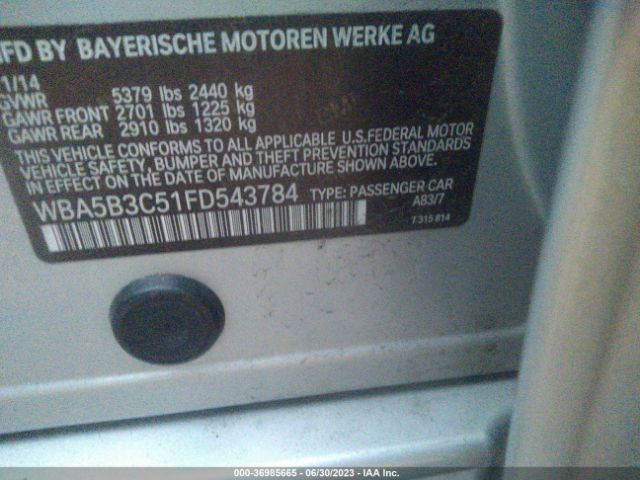 MFD BY BAYERISCHE MOTOREN WERKE AG
1/14
GVWR 5379 lbs 2440 kg
GAWR FRONT 2701 lbs 1225 kg
GAWR REAR 2910 lbs 1320 kg
THIS VEHICLE CONFORMS TO ALL APPLICABLE U.S.FEDERAL MOTOR
VEHICLE SAFETY, BUMPER AND THEFT PREVENTION STANDARDS
IN EFFECT ON THE DATE OF MANUFACTURE SHOWN ABOVE.
WBA5B3C51FD543784 TYPE: PASSENGER CAR
A83/7
7 315 814
000-36985665 - 06/30/2023 - IAA Inc.